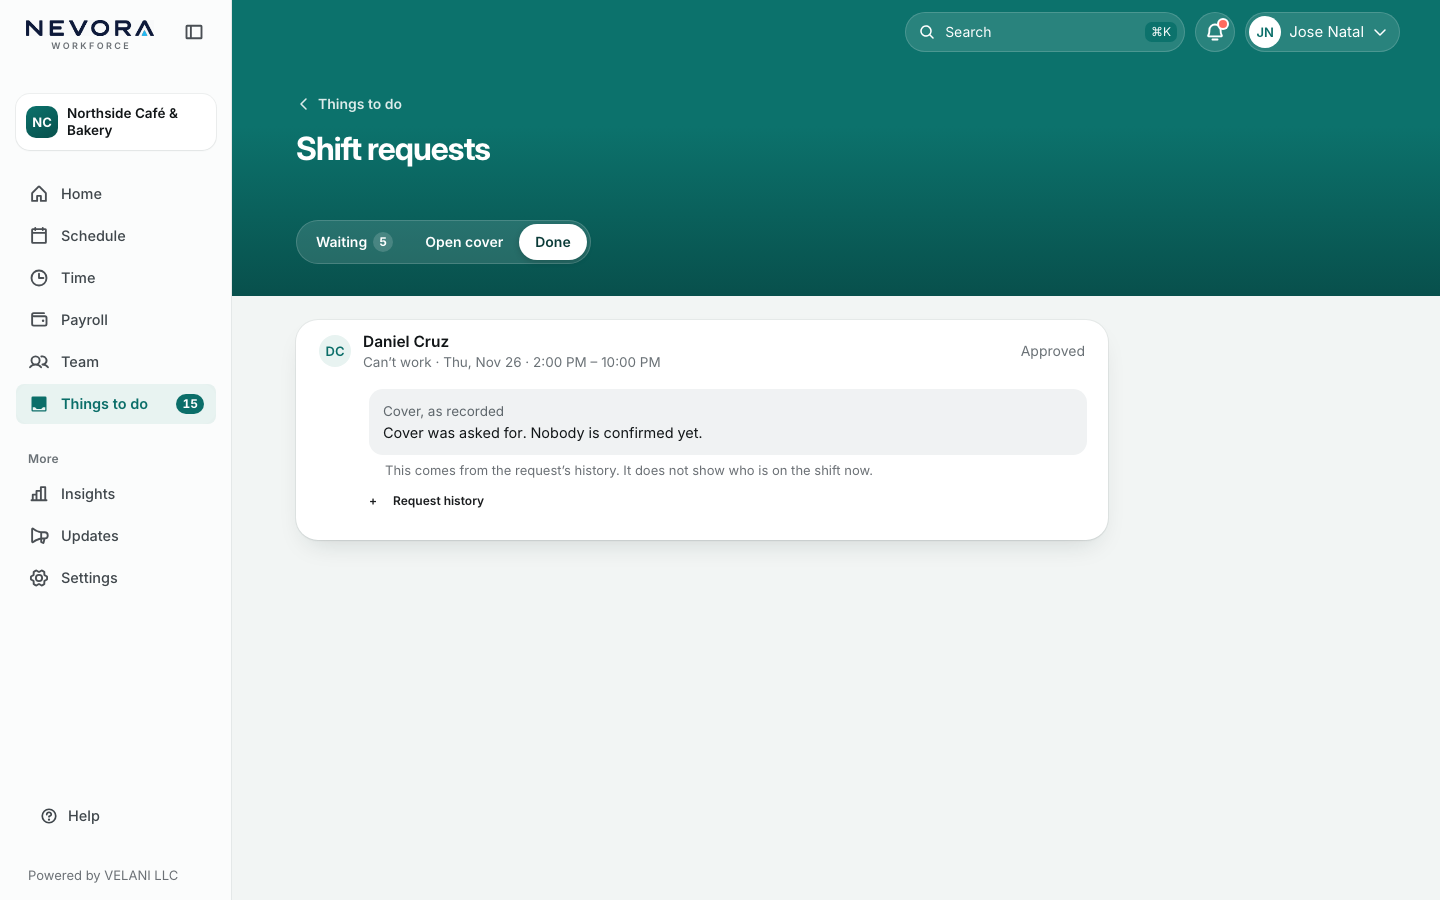 NEVORA
WORKFORCE
Search
⌘K
JN
Jose Natal
NC
Northside Café &
Bakery
Home
Schedule
Time
Payroll
Team
Things to do
15
More
Insights
Updates
Settings
Help
Powered by VELANI LLC
Things to do
Shift requests
Waiting 5
Open cover
Done
DC
Daniel Cruz
Can’t work · Thu, Nov 26 · 2:00 PM – 10:00 PM
Approved
Cover, as recorded
Cover was asked for. Nobody is confirmed yet.
This comes from the request’s history. It does not show who is on the shift now.
+ Request history